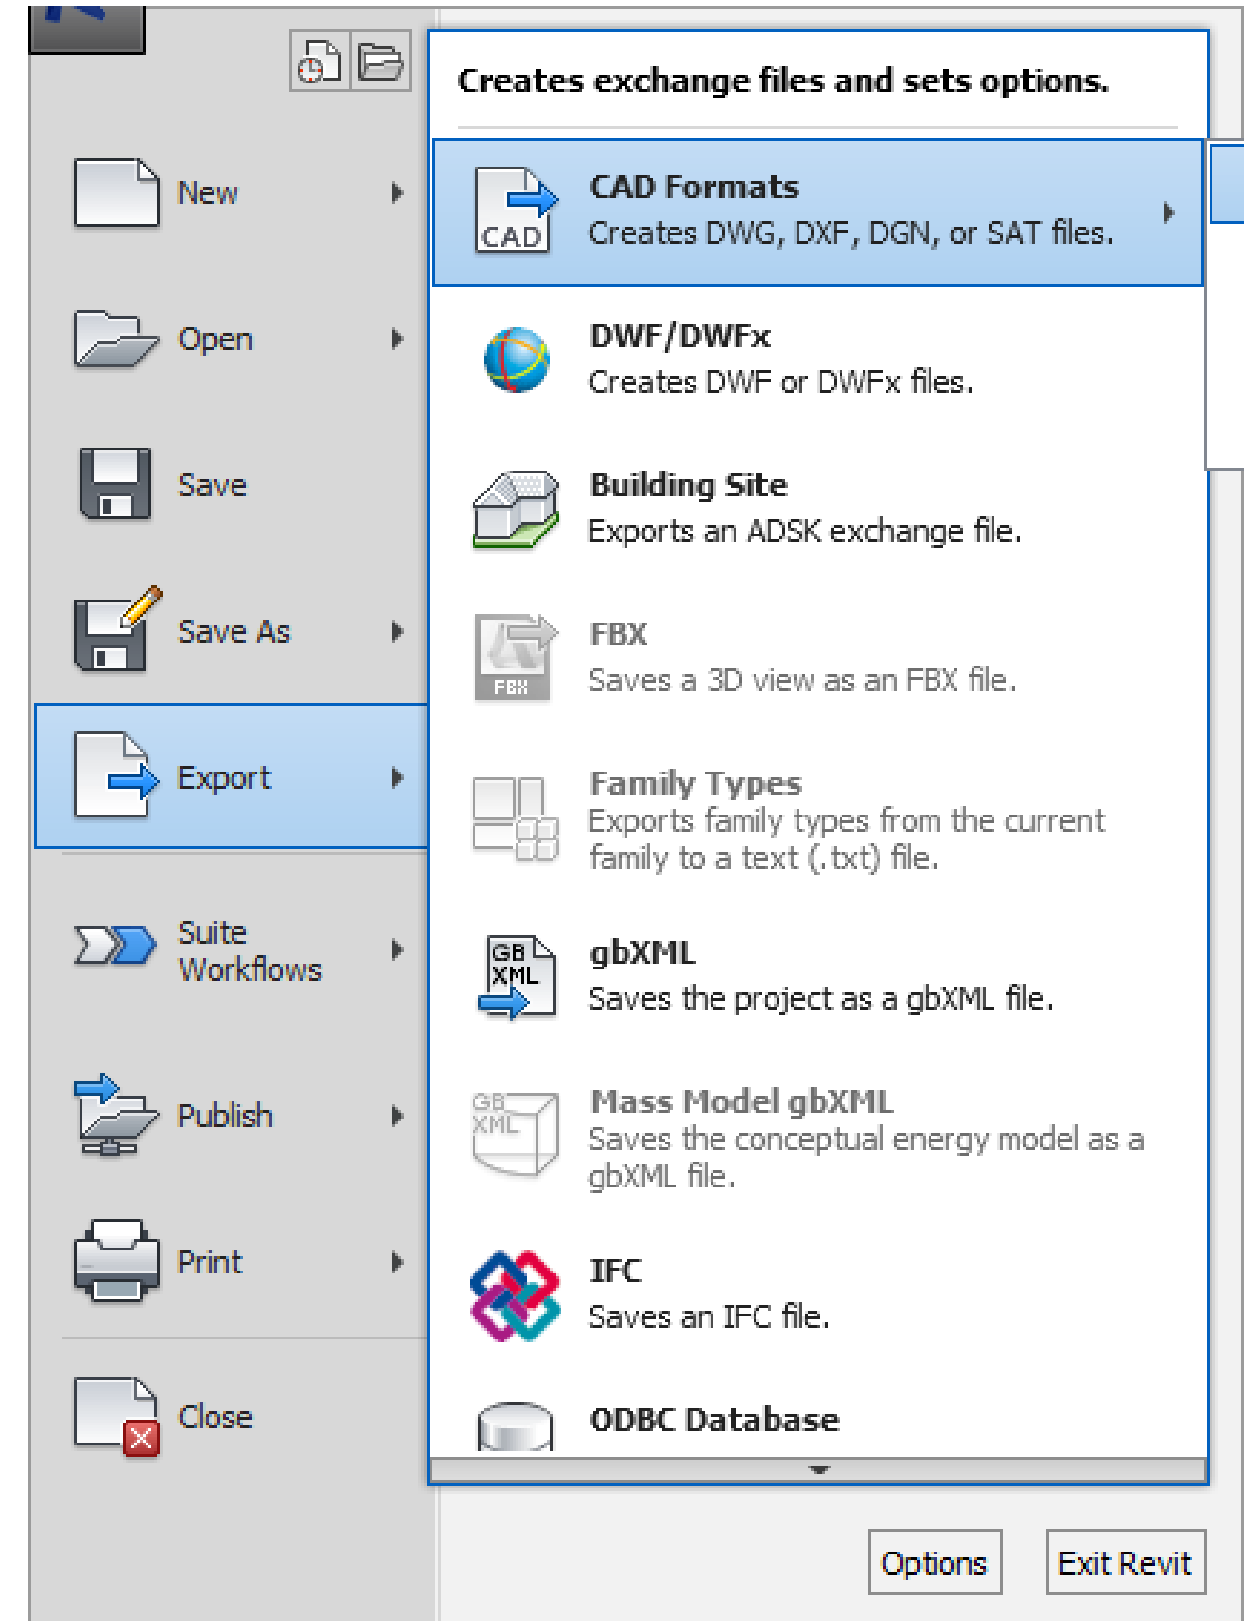 Creates exchange files and sets options.
New
Open
Save
Save As
Export
Suite
Workflows
Publish
Print
Close
CAD
CAD Formats
Creates DWG, DXF, DGN, or SAT files.
DWF/DWFx
Creates DWF or DWFx files.
Building Site
Exports an ADSK exchange file.
FBX
FBX
Saves a 3D view as an FBX file.
Family Types
Exports family types from the current
family to a text (.txt) file.
GB
XML
gbXML
Saves the project as a gbXML file.
GB
XML
Mass Model gbXML
Saves the conceptual energy model as a
gbXML file.
IFC
Saves an IFC file.
ODBC Database
Options
Exit Revit